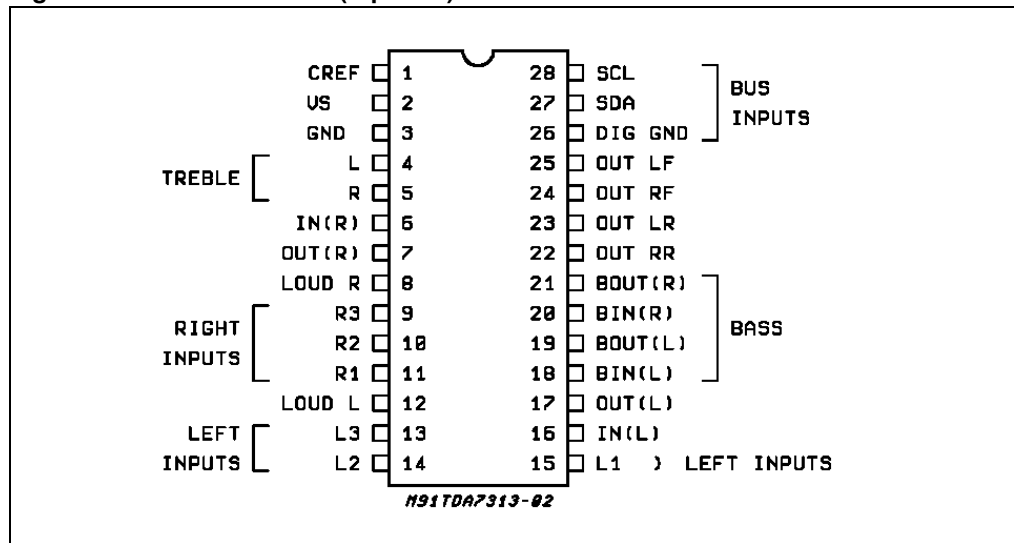 CREF 1 28 SCL
VS 2 27 SDA
GND 3 26 DIG GND
BUS INPUTS
L 4 25 OUT LF
R 5 24 OUT RF
TREBLE
IN(R) 6 23 OUT LR
OUT(R) 7 22 OUT RR
LOUD R 8 21 BOUT(R)
R3 9 20 BIN(R)
R2 10 19 BOUT(L)
R1 11 18 BIN(L)
RIGHT INPUTS
BASS
LOUD L 12 17 OUT(L)
L3 13 16 IN(L)
L2 14 15 L1 ) LEFT INPUTS
LEFT INPUTS
M91TDA7313-02